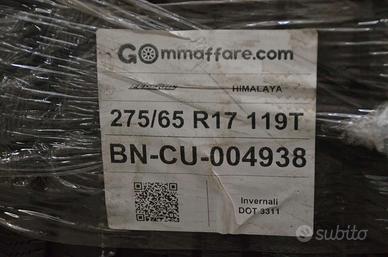 GOmmaffare.com
HIMALAYA
275/65 R17 119T
BN-CU-004938
Invernali
DOT 3311
subito